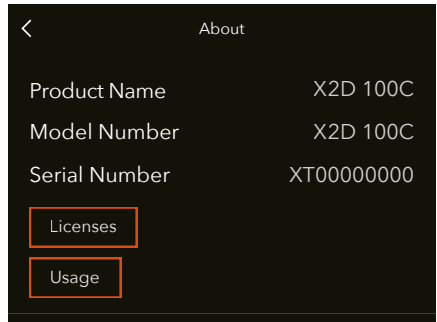 About
Product Name X2D 100C
Model Number X2D 100C
Serial Number XT00000000
Licenses
Usage